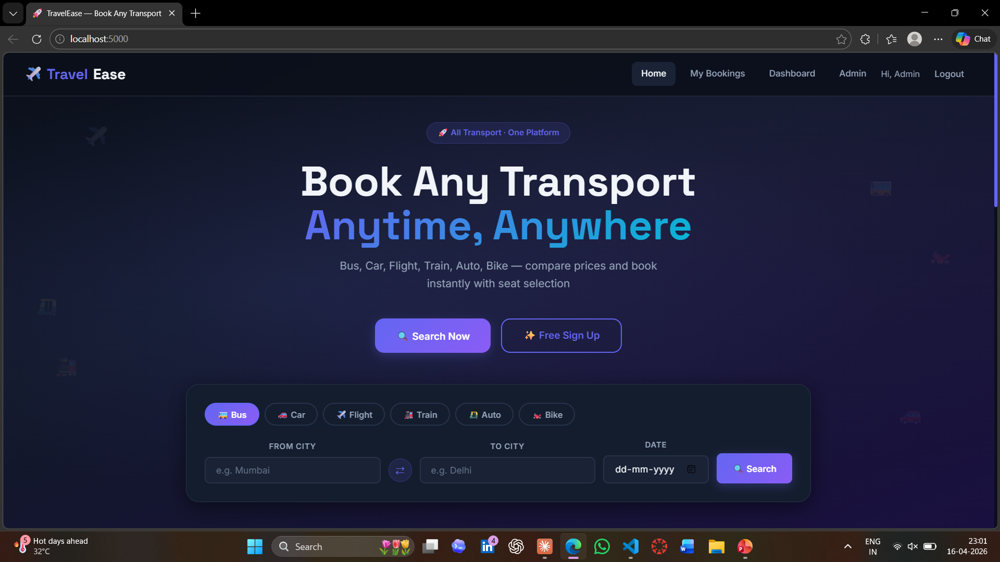 TravelEase — Book Any Transport
localhost:5000
Chat
Travel Ease
Home
My Bookings
Dashboard
Admin
Hi, Admin
Logout
All Transport · One Platform
Book Any Transport
Anytime, Anywhere
Bus, Car, Flight, Train, Auto, Bike — compare prices and book
instantly with seat selection
Search Now
Free Sign Up
Bus
Car
Flight
Train
Auto
Bike
FROM CITY
TO CITY
DATE
e.g. Mumbai
e.g. Delhi
dd-mm-yyyy
Search
5
Hot days ahead
32°C
Search
in
4
W
P
ENG
IN
23:01
16-04-2026